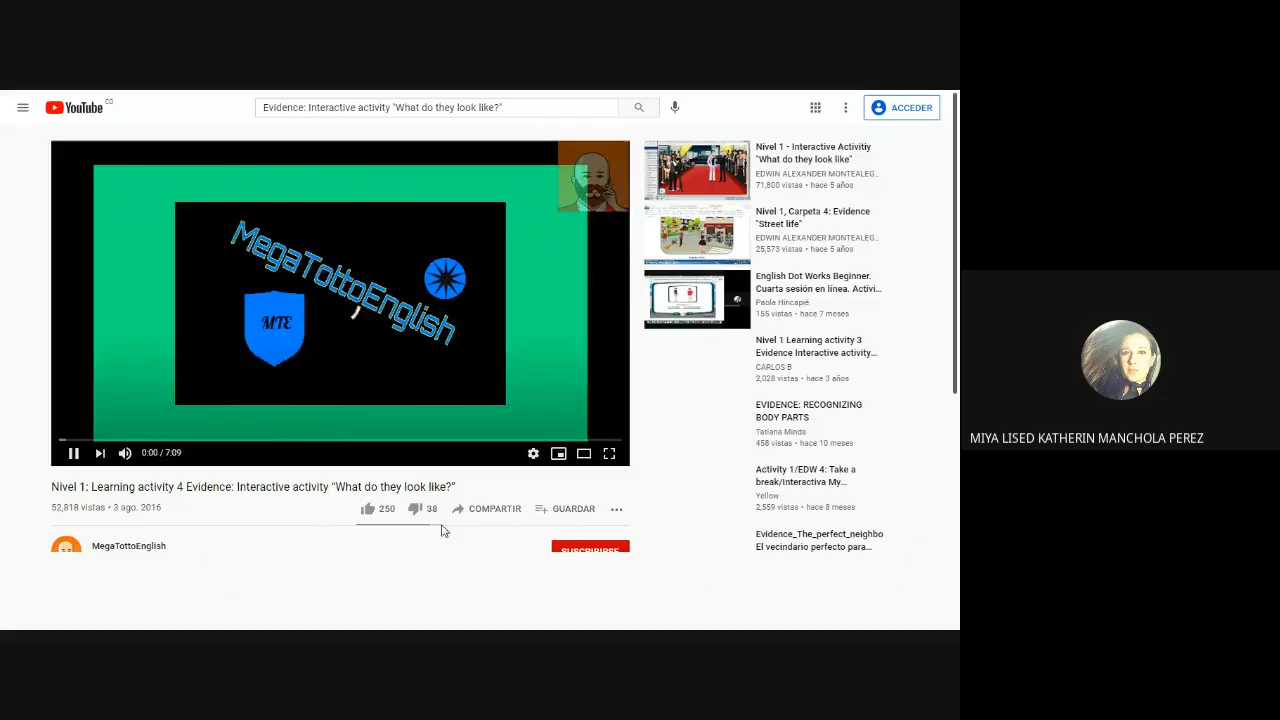 YouTube CO
Evidence: Interactive activity "What do they look like?"
ACCEDER
MegaTottoEnglish
MTE
0:00 / 7:09
Nivel 1: Learning activity 4 Evidence: Interactive activity "What do they look like?"
52,818 vistas • 3 ago. 2016
250
38
COMPARTIR
GUARDAR
MegaTottoEnglish
SUSCRIBIRSE
Nivel 1 - Interactive Activitiy
"What do they look like"
EDWIN ALEXANDER MONTEALEG...
71,800 vistas • hace 5 años
Nivel 1, Carpeta 4: Evidence
"Street life"
EDWIN ALEXANDER MONTEALEG...
25,573 vistas • hace 5 años
English Dot Works Beginner.
Cuarta sesión en línea. Activi...
Paola Hincapié
155 vistas • hace 7 meses
Nivel 1 Learning activity 3
Evidence Interactive activity...
CARLOS B
2,028 vistas • hace 3 años
EVIDENCE: RECOGNIZING
BODY PARTS
Tatiana Minda
458 vistas • hace 10 meses
Activity 1/EDW 4: Take a
break/Interactiva My...
Yellow
2,559 vistas • hace 8 meses
Evidence_The_perfect_neighbo
El vecindario perfecto para...
MIYA LISED KATHERIN MANCHOLA PEREZ